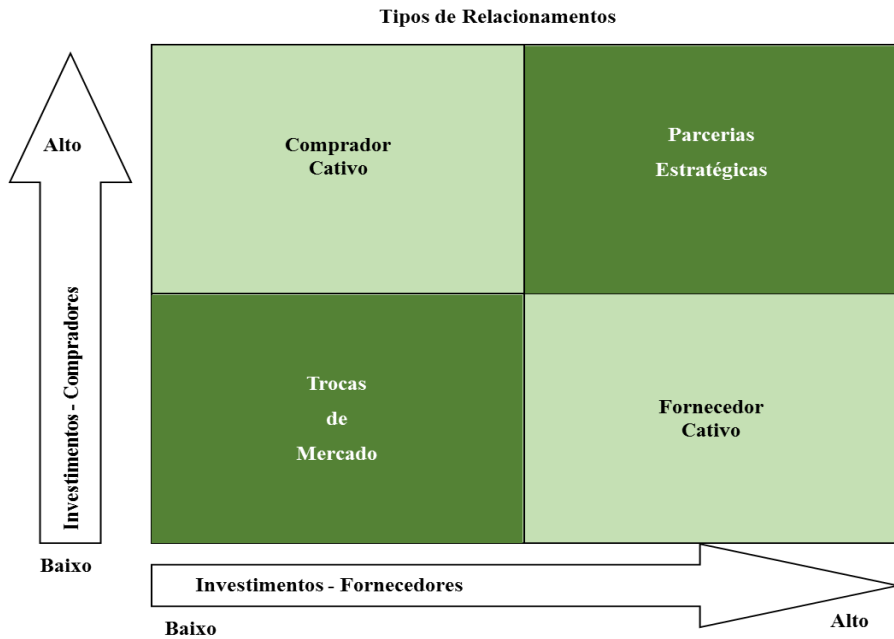 Tipos de Relacionamentos
Alto
Comprador
Cativo
Parcerias
Estratégicas
Investimentos - Compradores
Trocas
de
Mercado
Fornecedor
Cativo
Baixo
Investimentos - Fornecedores
Baixo
Alto